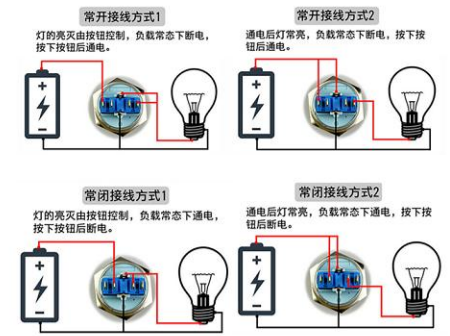 常开接线方式1
灯的亮灭由按钮控制，负载常态下断电，
按下按钮后通电。
常开接线方式2
通电后灯常亮，负载常态下断电，按下按
钮后通电。
+
−
+
−
常闭接线方式1
灯的亮灭由按钮控制，负载常态下通电，
按下按钮后断电。
常闭接线方式2
通电后灯常亮，负载常态下通电，按下按
钮后断电。
+
−
+
−